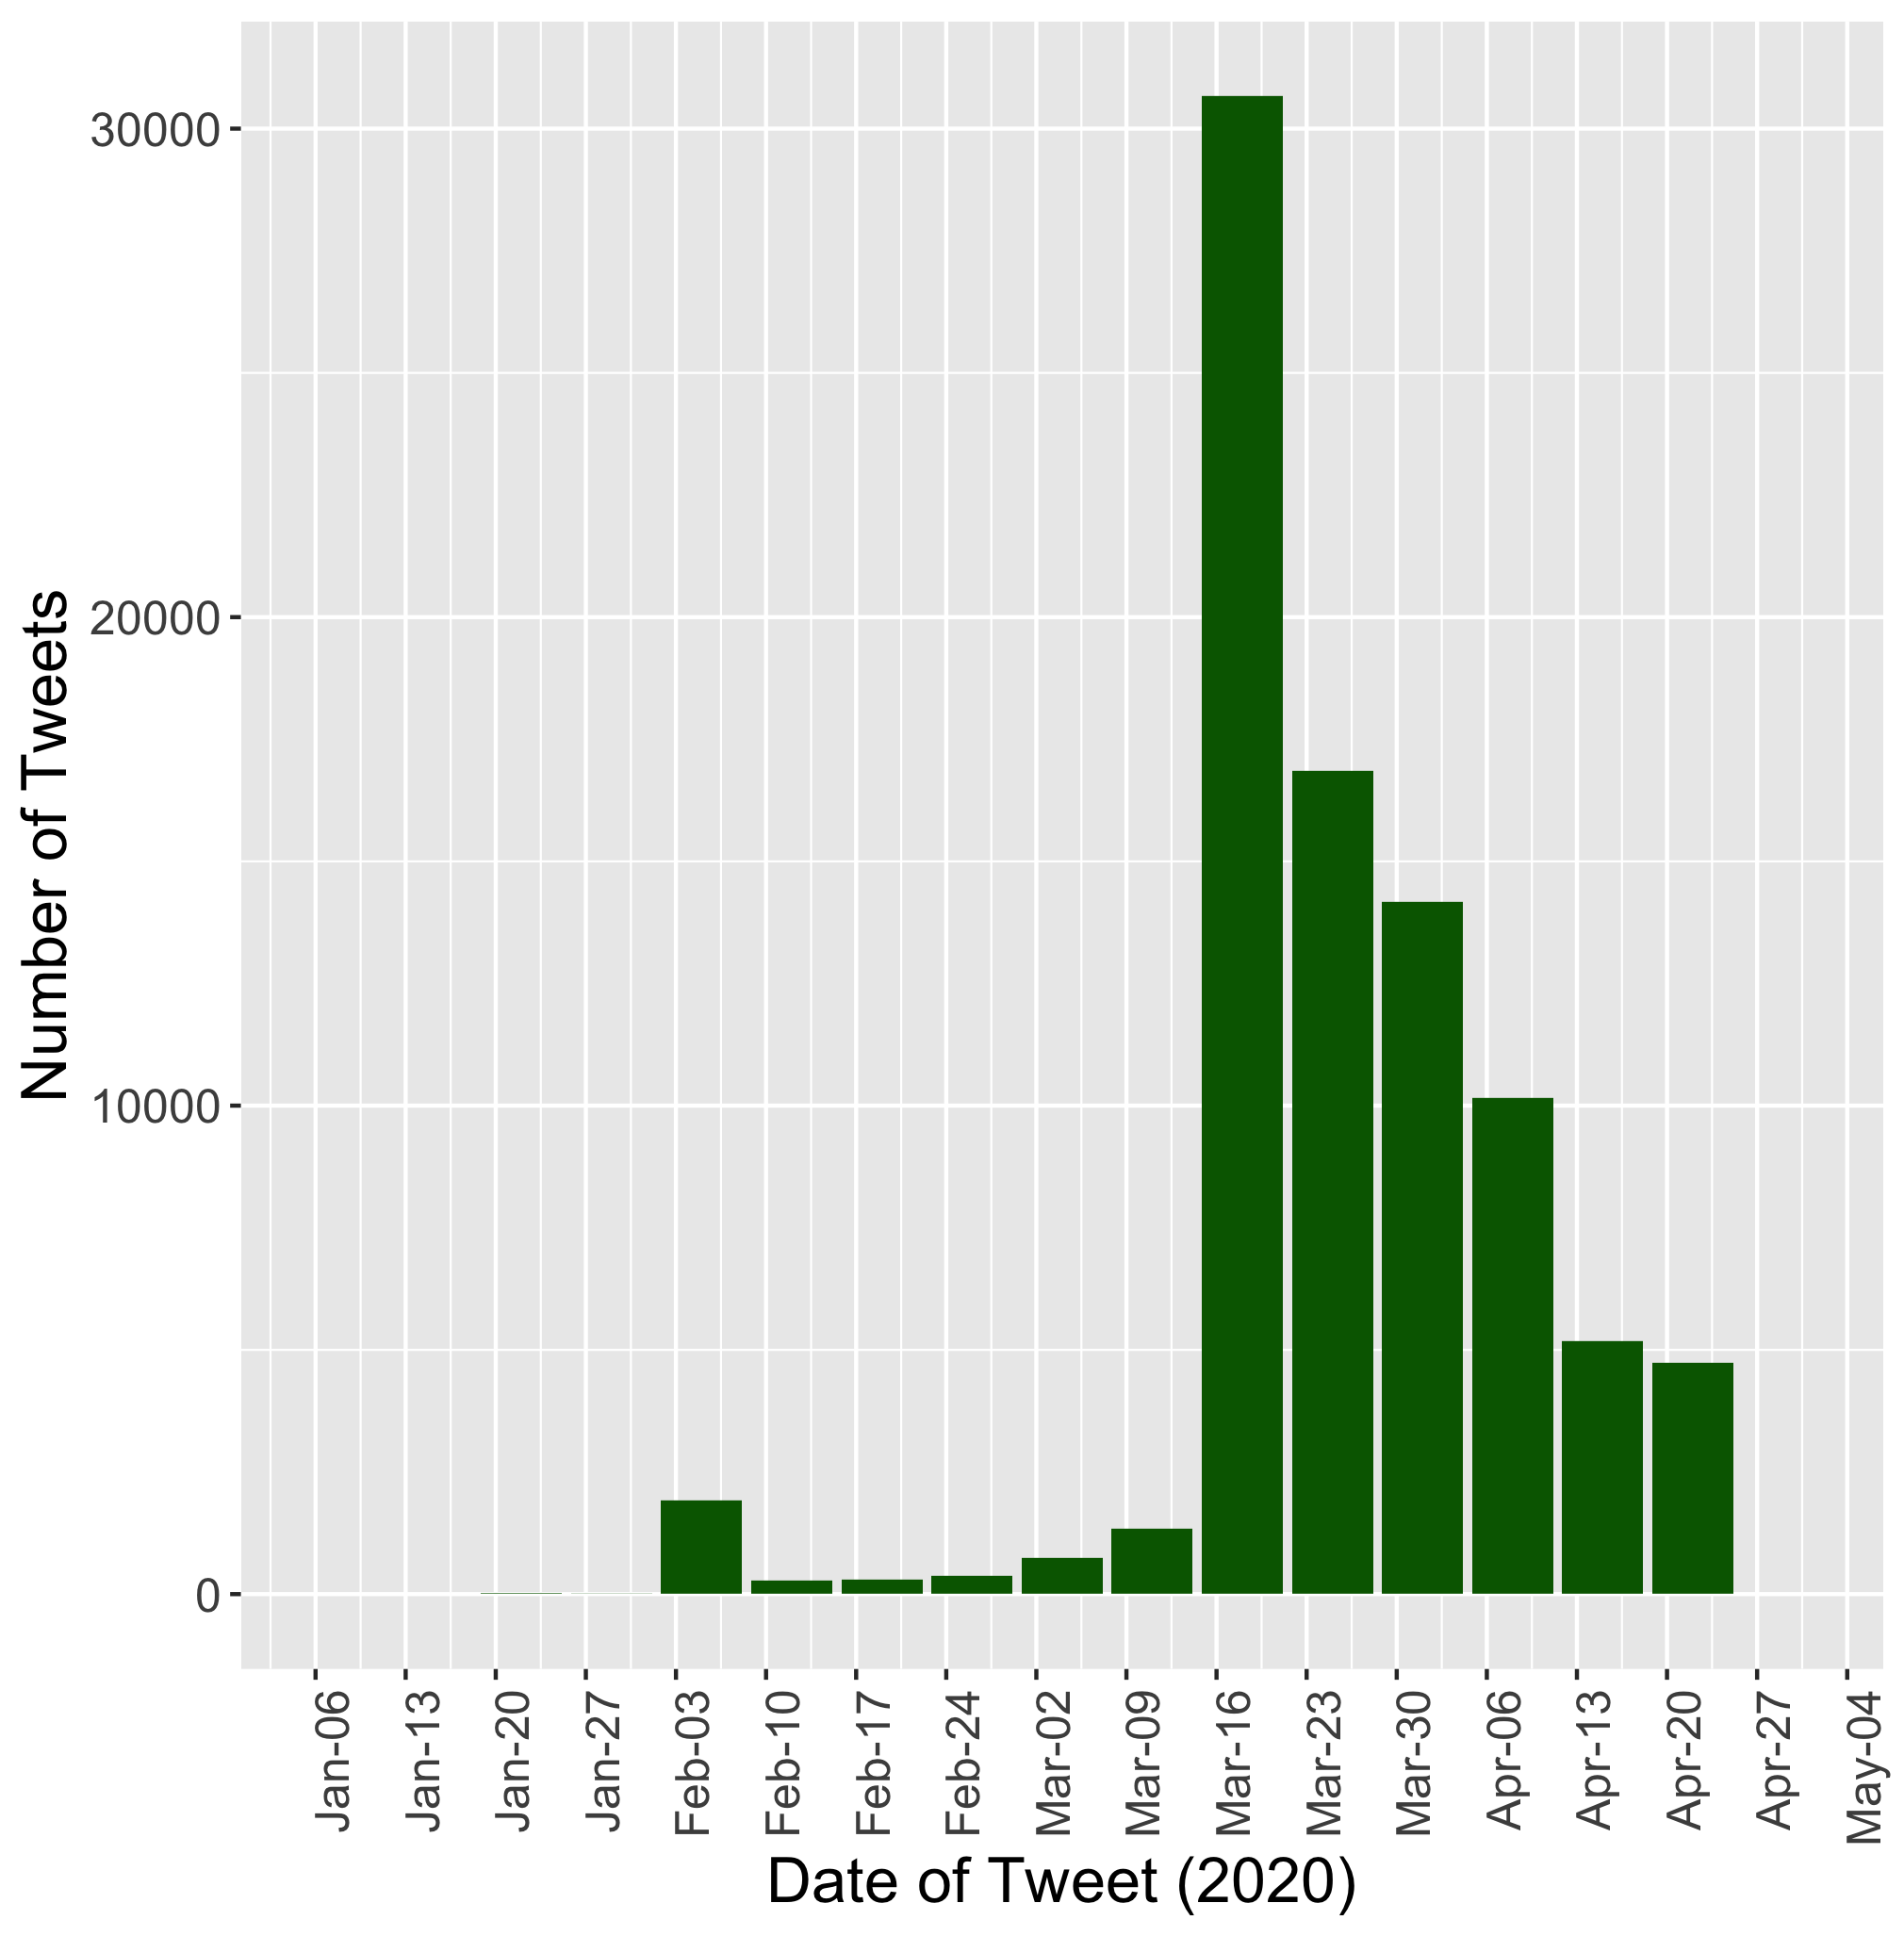 Number of Tweets
30000
20000
10000
0
Jan-06
Jan-13
Jan-20
Jan-27
Feb-03
Feb-10
Feb-17
Feb-24
Mar-02
Mar-09
Mar-16
Mar-23
Mar-30
Apr-06
Apr-13
Apr-20
Apr-27
May-04
Date of Tweet (2020)